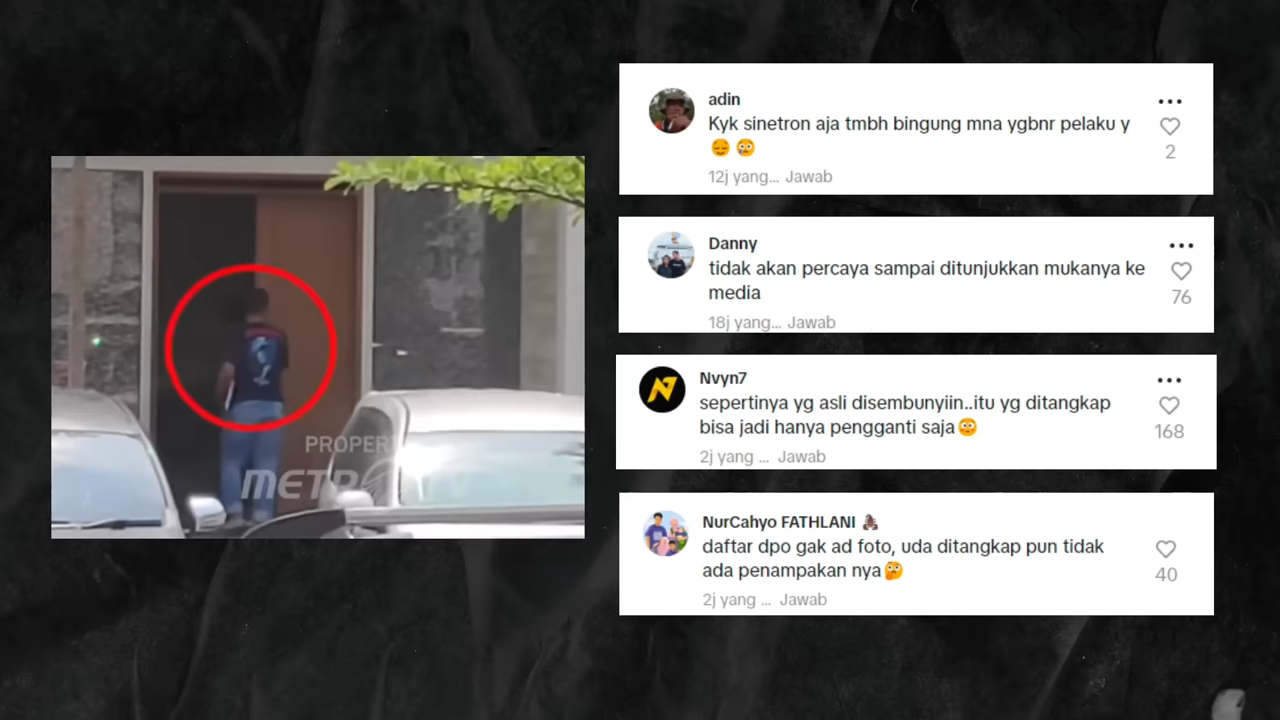 PROPER
METR TV
adin
Kyk sinetron aja tmbh bingung mna ygbnr pelaku y
😔 😢
12j yang... Jawab
2
Danny
tidak akan percaya sampai ditunjukkan mukanya ke
media
18j yang... Jawab
76
Nvyn7
sepertinya yg asli disembunyiin..itu yg ditangkap
bisa jadi hanya pengganti saja😳
2j yang ... Jawab
168
NurCahyo FATHLANI
daftar dpo gak ad foto, uda ditangkap pun tidak
ada penampakan nya🤔
2j yang ... Jawab
40